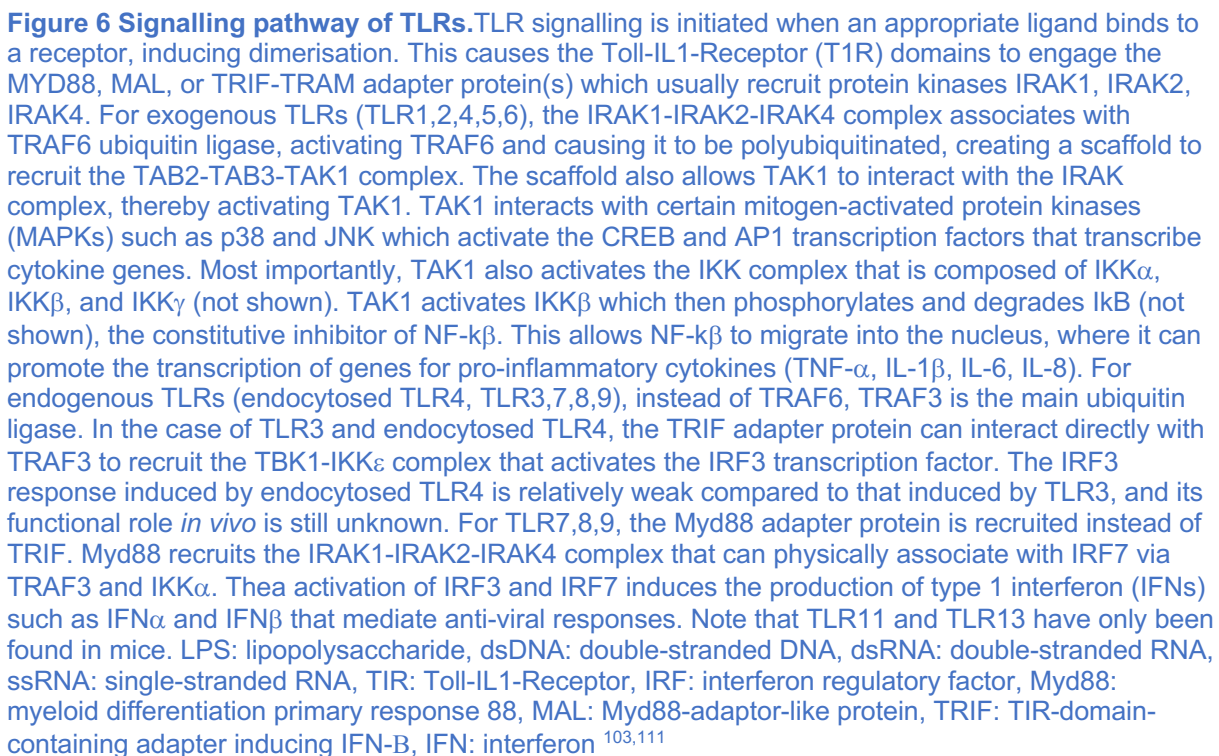 Figure 6 Signalling pathway of TLRs.TLR signalling is initiated when an appropriate ligand binds to
a receptor, inducing dimerisation. This causes the Toll-IL1-Receptor (T1R) domains to engage the
MYD88, MAL, or TRIF-TRAM adapter protein(s) which usually recruit protein kinases IRAK1, IRAK2,
IRAK4. For exogenous TLRs (TLR1,2,4,5,6), the IRAK1-IRAK2-IRAK4 complex associates with
TRAF6 ubiquitin ligase, activating TRAF6 and causing it to be polyubiquitinated, creating a scaffold to
recruit the TAB2-TAB3-TAK1 complex. The scaffold also allows TAK1 to interact with the IRAK
complex, thereby activating TAK1. TAK1 interacts with certain mitogen-activated protein kinases
(MAPKs) such as p38 and JNK which activate the CREB and AP1 transcription factors that transcribe
cytokine genes. Most importantly, TAK1 also activates the IKK complex that is composed of IKKα,
IKKβ, and IKKγ (not shown). TAK1 activates IKKβ which then phosphorylates and degrades IkB (not
shown), the constitutive inhibitor of NF-kβ. This allows NF-kβ to migrate into the nucleus, where it can
promote the transcription of genes for pro-inflammatory cytokines (TNF-α, IL-1β, IL-6, IL-8). For
endogenous TLRs (endocytosed TLR4, TLR3,7,8,9), instead of TRAF6, TRAF3 is the main ubiquitin
ligase. In the case of TLR3 and endocytosed TLR4, the TRIF adapter protein can interact directly with
TRAF3 to recruit the TBK1-IKKε complex that activates the IRF3 transcription factor. The IRF3
response induced by endocytosed TLR4 is relatively weak compared to that induced by TLR3, and its
functional role in vivo is still unknown. For TLR7,8,9, the Myd88 adapter protein is recruited instead of
TRIF. Myd88 recruits the IRAK1-IRAK2-IRAK4 complex that can physically associate with IRF7 via
TRAF3 and IKKα. Thea activation of IRF3 and IRF7 induces the production of type 1 interferon (IFNs)
such as IFNα and IFNβ that mediate anti-viral responses. Note that TLR11 and TLR13 have only been
found in mice. LPS: lipopolysaccharide, dsDNA: double-stranded DNA, dsRNA: double-stranded RNA,
ssRNA: single-stranded RNA, TIR: Toll-IL1-Receptor, IRF: interferon regulatory factor, Myd88:
myeloid differentiation primary response 88, MAL: Myd88-adaptor-like protein, TRIF: TIR-domain-
containing adapter inducing IFN-Β, IFN: interferon 103,111